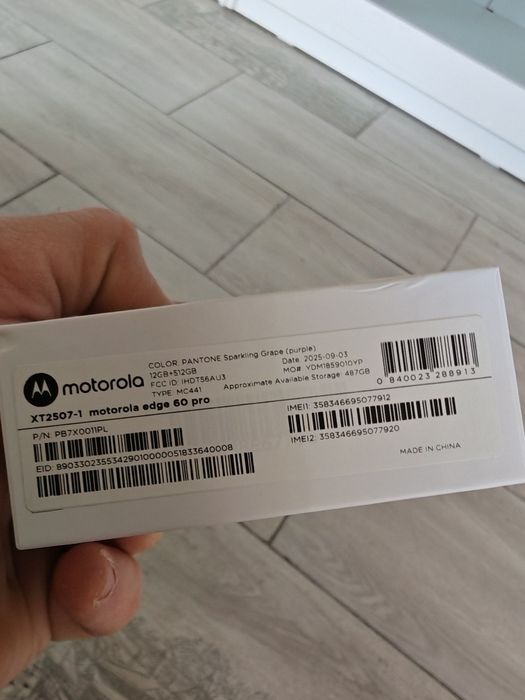 motorola
COLOR: PANTONE Sparkling Grape (purple)
12GB+512GB
Date: 2025-09-03
FCC ID: IHDT56AU3
MO#: YDM1859010YP
TYPE: MC441
Approximate Available Storage: 487GB
0 840023 288913
XT2507-1 motorola edge 60 pro
P/N: PB7X0011PL
IMEI1: 358346695077912
EID: 890330235534290100000051833640008
IMEI2: 358346695077920
MADE IN CHINA